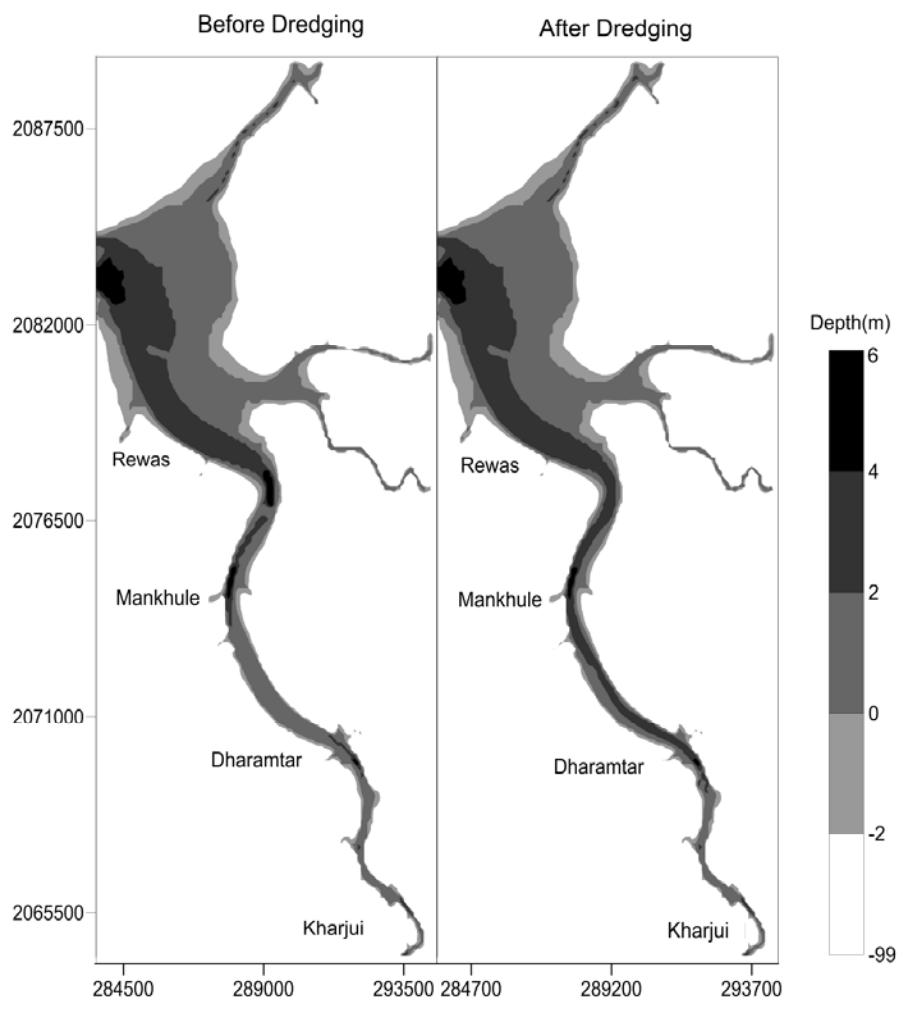 Before Dredging
After Dredging
2087500
2082000
2076500
2071000
2065500
Rewas
Mankhule
Dharamtar
Kharjui
Rewas
Mankhule
Dharamtar
Kharjui
Depth(m)
6
4
2
0
-2
-99
284500 289000 293500 284700 289200 293700